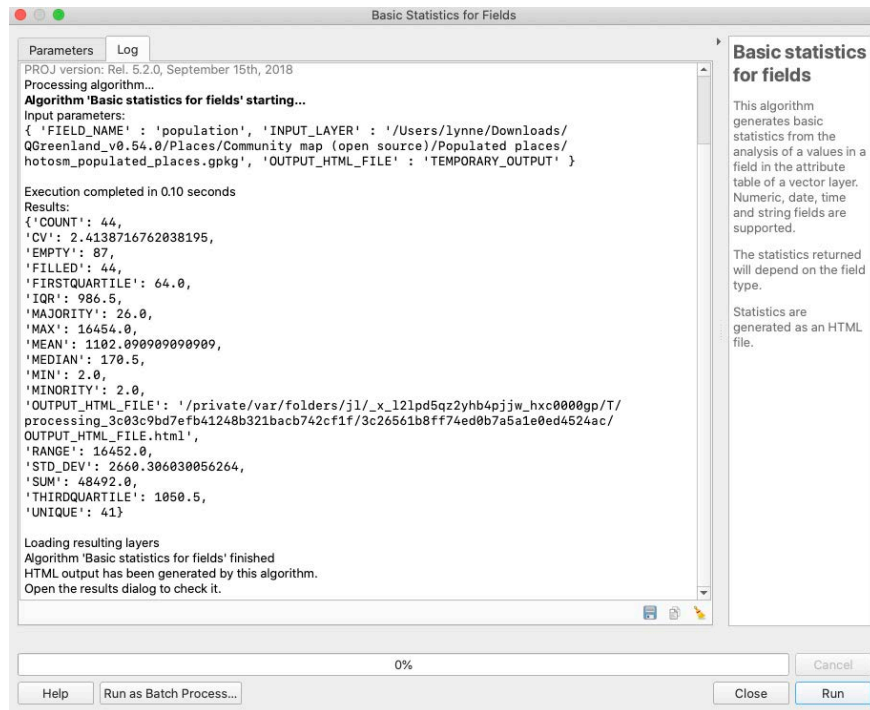 Basic Statistics for Fields
Parameters
Log
PROJ version: Rel. 5.2.0, September 15th, 2018
Processing algorithm...
Algorithm 'Basic statistics for fields' starting...
Input parameters:
{ 'FIELD_NAME' : 'population', 'INPUT_LAYER' : '/Users/lynne/Downloads/
QGreenland_v0.54.0/Places/Community map (open source)/Populated places/
hotosm_populated_places.gpkg', 'OUTPUT_HTML_FILE' : 'TEMPORARY_OUTPUT' }
Execution completed in 0.10 seconds
Results:
{'COUNT': 44,
'CV': 2.4138716762038195,
'EMPTY': 87,
'FILLED': 44,
'FIRSTQUARTILE': 64.0,
'IQR': 986.5,
'MAJORITY': 26.0,
'MAX': 16454.0,
'MEAN': 1102.090909090909,
'MEDIAN': 170.5,
'MIN': 2.0,
'MINORITY': 2.0,
'OUTPUT_HTML_FILE': '/private/var/folders/jl/_x_l2lpd5qz2yhb4pjjw_hxc0000gp/T/
processing_3c03c9bd7efb41248b321bacb742cf1f/3c26561b8ff74ed0b7a5a1e0ed4524ac/
OUTPUT_HTML_FILE.html',
'RANGE': 16452.0,
'STD_DEV': 2660.306030056264,
'SUM': 48492.0,
'THIRDQUARTILE': 1050.5,
'UNIQUE': 41}
Loading resulting layers
Algorithm 'Basic statistics for fields' finished
HTML output has been generated by this algorithm.
Open the results dialog to check it.
Basic statistics
for fields
This algorithm
generates basic
statistics from the
analysis of a values in a
field in the attribute
table of a vector layer.
Numeric, date, time
and string fields are
supported.
The statistics returned
will depend on the field
type.
Statistics are
generated as an HTML
file.
0%
Cancel
Help
Run as Batch Process...
Close
Run